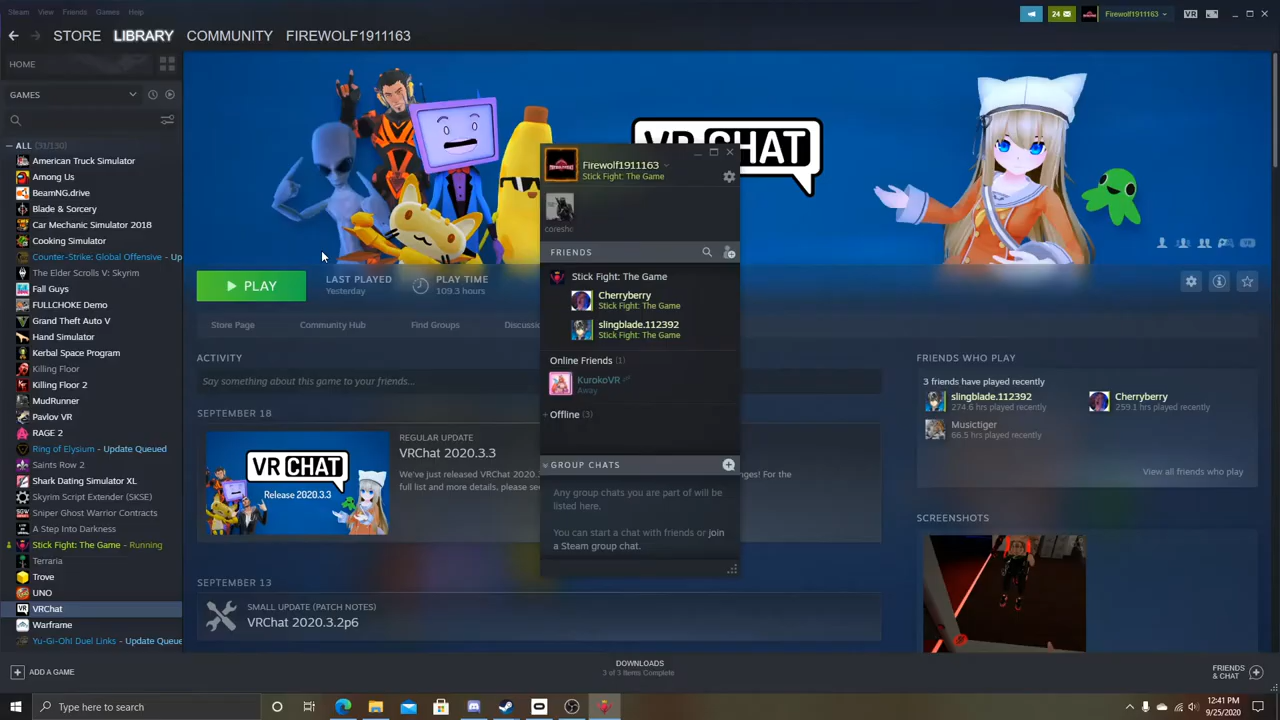 Steam View Friends Games Help
24
Firewolf1911163
VR
STORE LIBRARY COMMUNITY FIREWOLF1911163
HOME
GAMES
ALL (33/130)
American Truck Simulator
Among Us
BeamNG.drive
Blade & Sorcery
Car Mechanic Simulator 2018
Cooking Simulator
Counter-Strike: Global Offensive - Up
The Elder Scrolls V: Skyrim
Fall Guys
FULLCHOKE Demo
Grand Theft Auto V
Hand Simulator
Kerbal Space Program
Killing Floor
Killing Floor 2
MudRunner
Pavlov VR
RAGE 2
Ring of Elysium - Update Queued
Saints Row 2
Shark Dating Simulator XL
Skyrim Script Extender (SKSE)
Sniper Ghost Warrior Contracts
A Step Into Darkness
Stick Fight: The Game - Running
Terraria
Trove
UNO
VRChat
Warframe
Yu-Gi-Oh! Duel Links - Update Queue
ADD A GAME
VRCHAT
PLAY
LAST PLAYED
Yesterday
PLAY TIME
109.3 hours
Store Page Community Hub Find Groups Discussio
ACTIVITY
Say something about this game to your friends...
SEPTEMBER 18
VR CHAT
Release 2020.3.3
REGULAR UPDATE
VRChat 2020.3.3
We've just released VRChat 2020.3 nges! For the
full list and more details, please see
SEPTEMBER 13
SMALL UPDATE (PATCH NOTES)
VRChat 2020.3.2p6
Firewolf1911163
Stick Fight: The Game
coresho
FRIENDS
Stick Fight: The Game
Cherryberry
Stick Fight: The Game
slingblade.112392
Stick Fight: The Game
Online Friends (1)
KurokoVR
Away
Offline (3)
GROUP CHATS
Any group chats you are part of will be
listed here.
You can start a chat with friends or join
a Steam group chat.
FRIENDS WHO PLAY
3 friends have played recently
slingblade.112392
274.6 hrs played recently
Cherryberry
259.1 hrs played recently
Musictiger
66.5 hrs played recently
View all friends who play
SCREENSHOTS
DOWNLOADS
3 of 3 Items Complete
FRIENDS
& CHAT
Type here to search
12:41 PM
9/25/2020